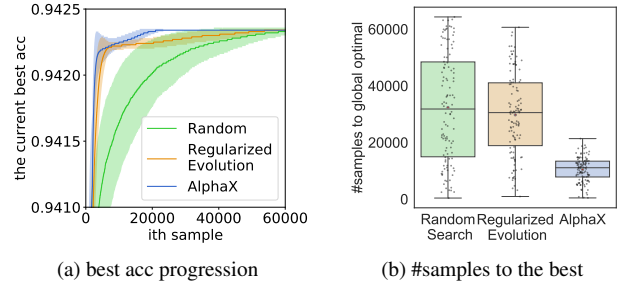 the current best acc
0.9425
0.9420
0.9415
0.9410
0
20000
40000
60000
ith sample
Random
Regularized
Evolution
AlphaX
(a) best acc progression
#samples to global optimal
60000
40000
20000
0
Random
Search
Regularized
Evolution
AlphaX
(b) #samples to the best